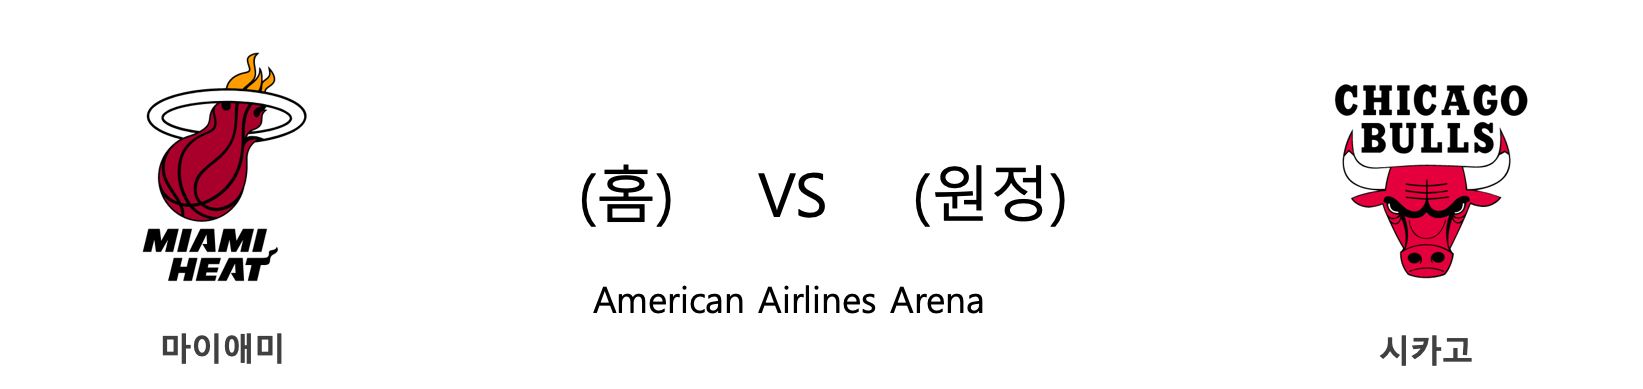 MIAMI
HEAT
마이애미
(홈) VS (원정)
American Airlines Arena
CHICAGO
BULLS
시카고